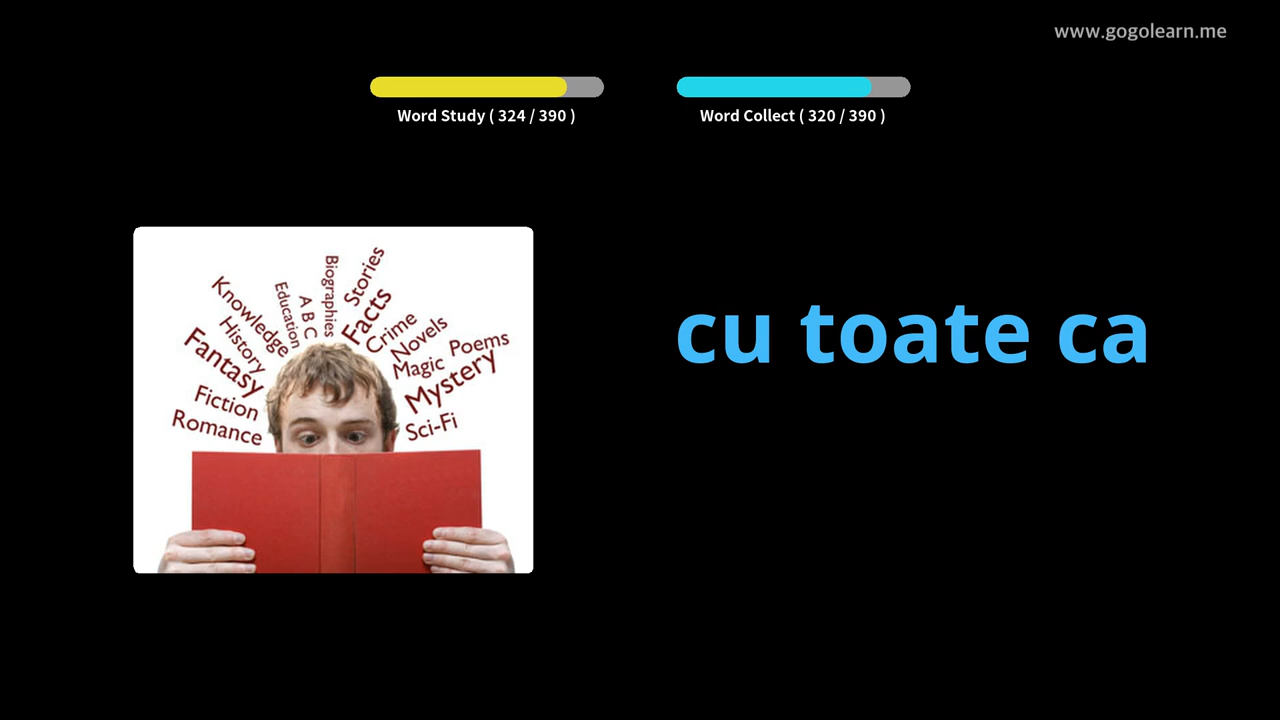 www.gogolearn.me
Word Study ( 324 / 390 )
Word Collect ( 320 / 390 )
Biographies
Stories
Education
A B C
Facts
Knowledge
Crime
History
Novels
Poems
Fantasy
Magic
Mystery
Fiction
Romance
Sci-Fi
cu toate ca